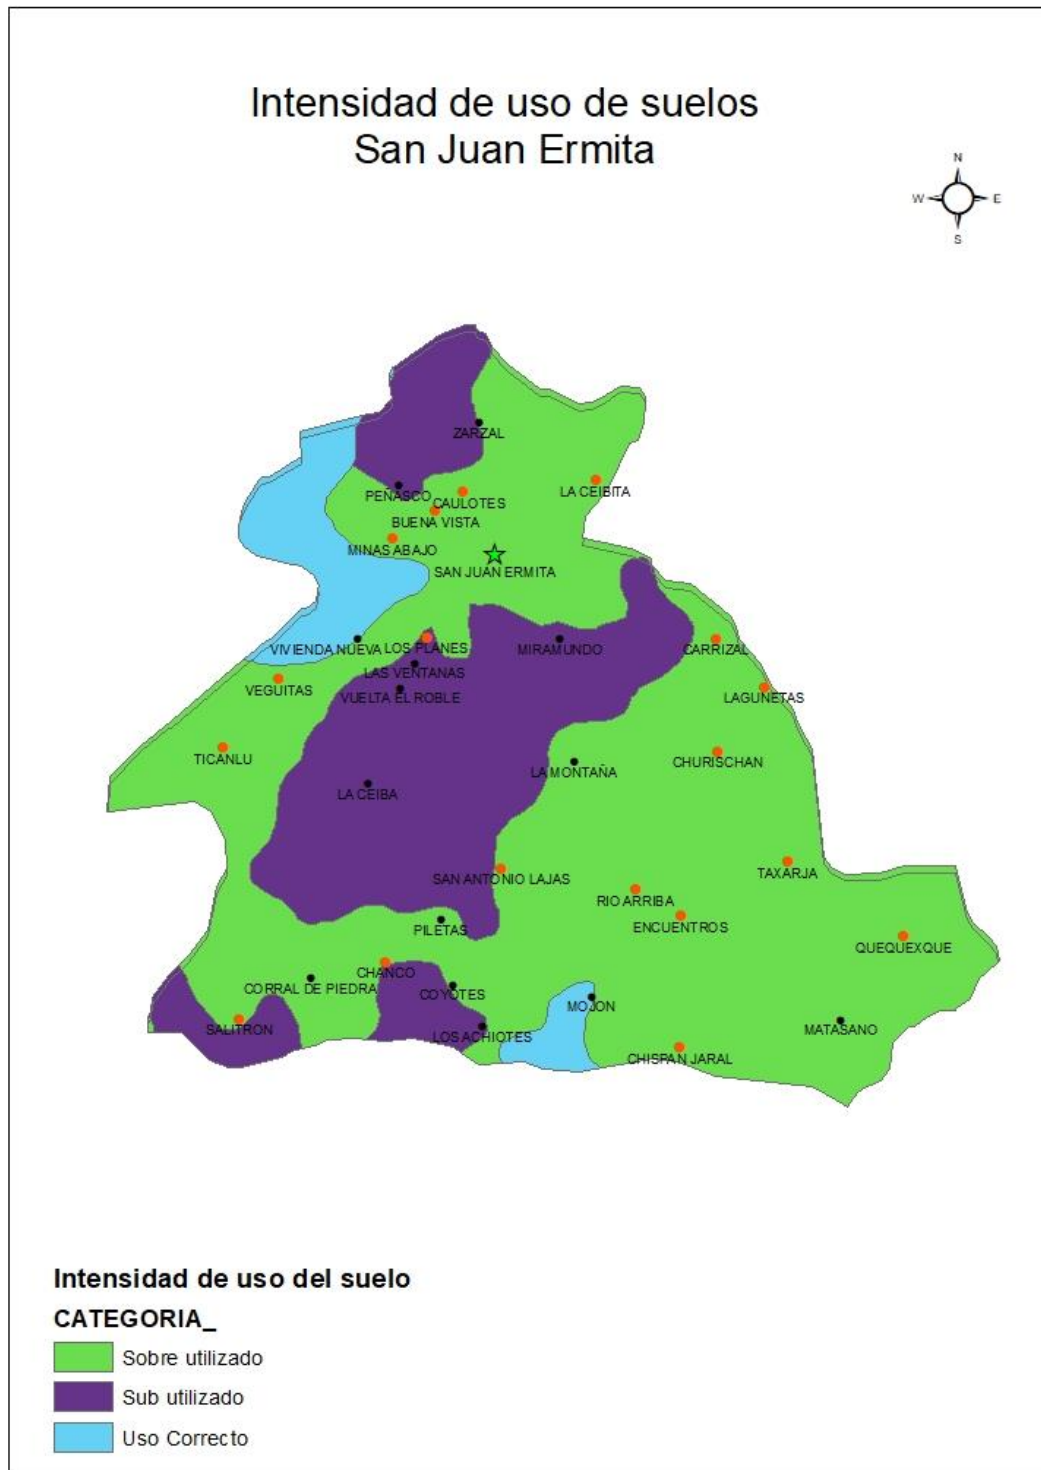 Intensidad de uso de suelos
San Juan Ermita
N
W
E
S
ZARZAL
PEÑASCO
CAULOTES
LA CEIBITA
BUENA VISTA
MINAS ABAJO
SAN JUAN ERMITA
VIVIENDA NUEVA
LOS PLANES
MIRAMUNDO
CARRIZAL
LAS VENTANAS
VEGUITAS
VUELTA EL ROBLE
LAGUNETAS
TICANLU
LA MONTAÑA
CHURISCHAN
LA CEIBA
SAN ANTONIO LAJAS
TAXARJA
RIO ARRIBA
PILETAS
ENCUENTROS
QUEQUEXQUE
CHANCO
CORRAL DE PIEDRA
COYOTES
MOJON
SALITRON
LOS ACHIOTES
MATASANO
CHISPAN JARAL
Intensidad de uso del suelo
CATEGORIA_
Sobre utilizado
Sub utilizado
Uso Correcto